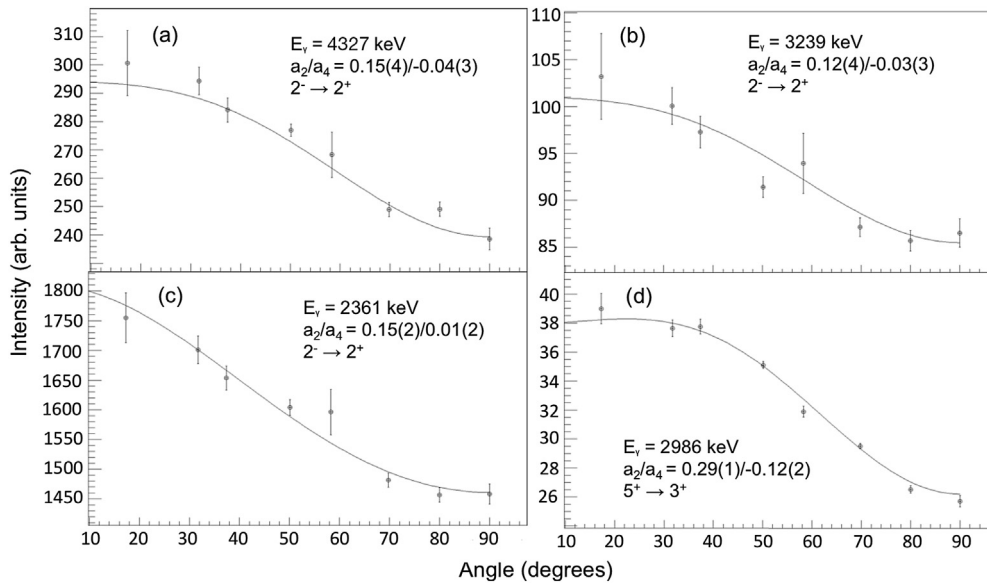 Intensity (arb. units)
(a)
E_γ = 4327 keV
a₂/a₄ = 0.15(4)/-0.04(3)
2⁻ → 2⁺
310
300
290
280
270
260
250
240
(b)
E_γ = 3239 keV
a₂/a₄ = 0.12(4)/-0.03(3)
2⁻ → 2⁺
110
105
100
95
90
85
(c)
E_γ = 2361 keV
a₂/a₄ = 0.15(2)/0.01(2)
2⁻ → 2⁺
1800
1750
1700
1650
1600
1550
1500
1450
10 20 30 40 50 60 70 80 90
(d)
E_γ = 2986 keV
a₂/a₄ = 0.29(1)/-0.12(2)
5⁺ → 3⁺
40
38
36
34
32
30
28
26
10 20 30 40 50 60 70 80 90
Angle (degrees)